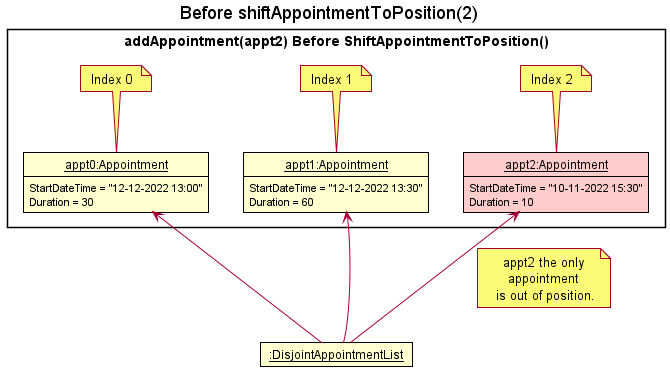 Before shiftAppointmentToPosition(2)
addAppointment(appt2) Before ShiftAppointmentToPosition()
Index 0
Index 1
Index 2
appt0:Appointment
StartDateTime = "12-12-2022 13:00"
Duration = 30
appt1:Appointment
StartDateTime = "12-12-2022 13:30"
Duration = 60
appt2:Appointment
StartDateTime = "10-11-2022 15:30"
Duration = 10
appt2 the only
appointment
is out of position.
:DisjointAppointmentList